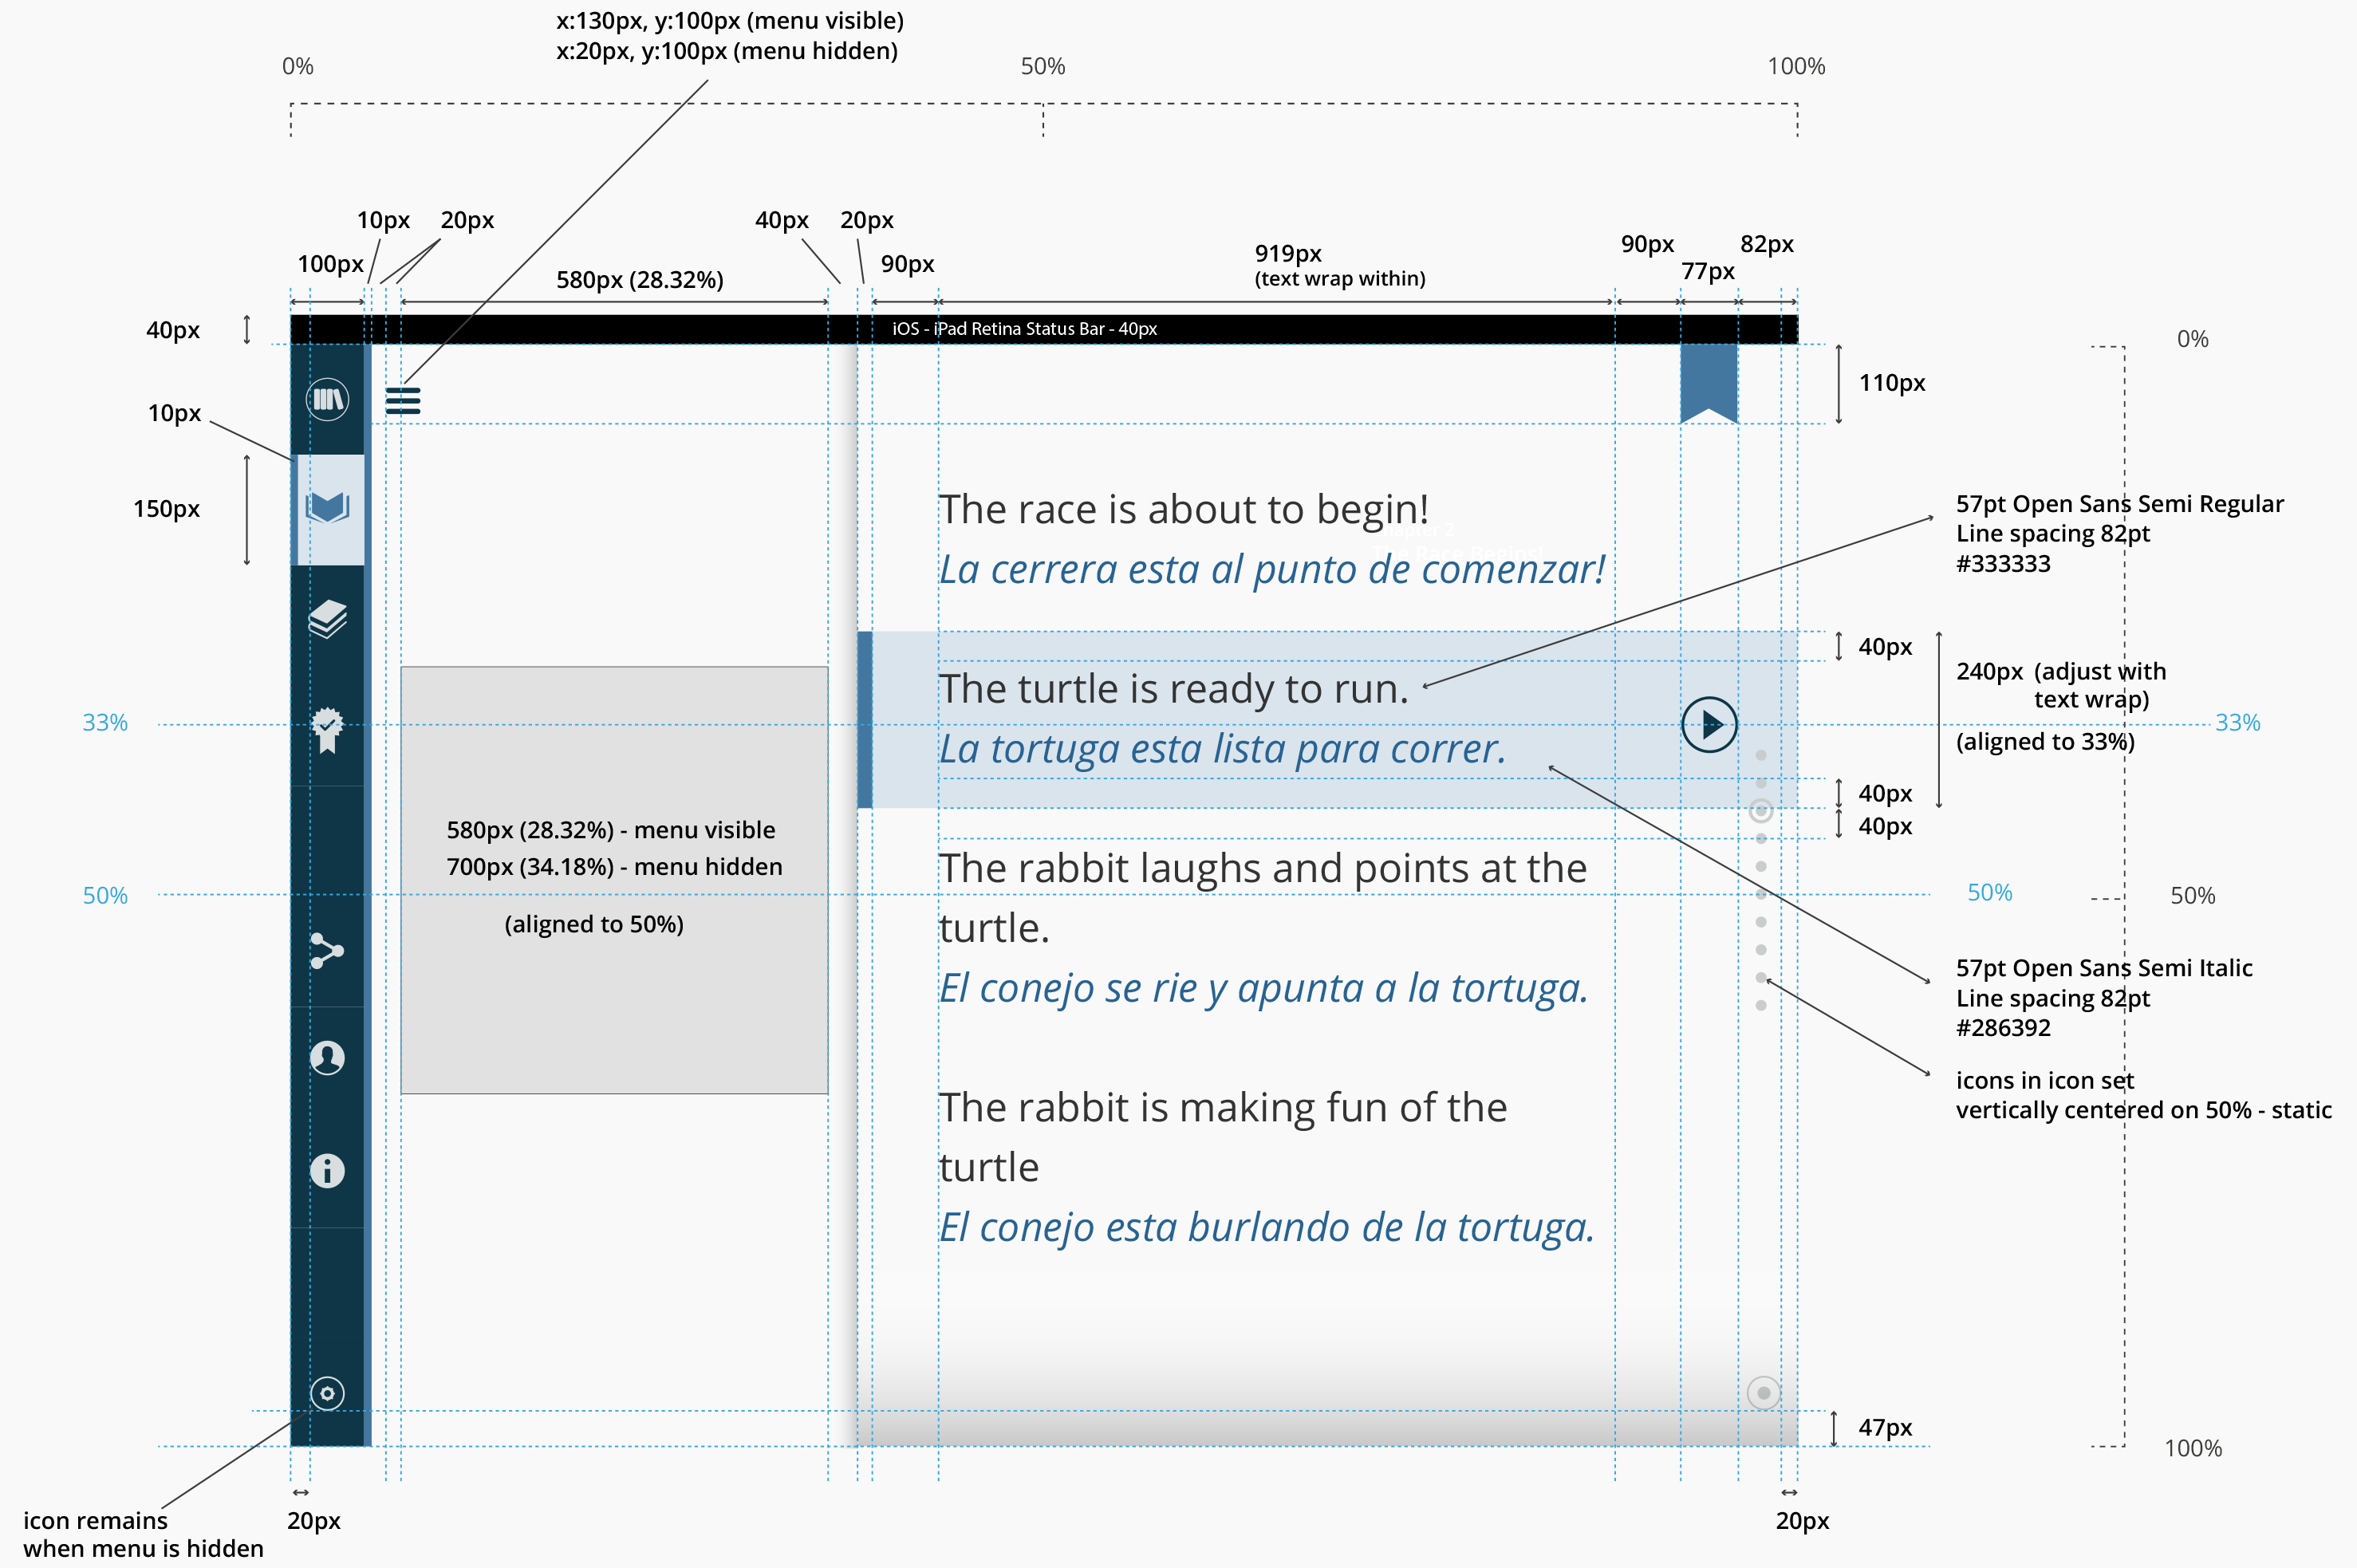 x:130px, y:100px (menu visible)
x:20px, y:100px (menu hidden)
0%
50%
100%
10px
20px
40px
20px
100px
580px (28.32%)
90px
919px
(text wrap within)
90px
82px
77px
40px
iOS - iPad Retina Status Bar - 40px
0%
110px
10px
150px
The race is about to begin!
Chapter 2
The Race Begins!
La cerrera esta al punto de comenzar!
57pt Open Sans Semi Regular
Line spacing 82pt
#333333
40px
The turtle is ready to run.
La tortuga esta lista para correr.
240px (adjust with
text wrap)
(aligned to 33%)
33%
33%
40px
40px
580px (28.32%) - menu visible
700px (34.18%) - menu hidden
(aligned to 50%)
The rabbit laughs and points at the
turtle.
El conejo se rie y apunta a la tortuga.
50%
50%
50%
57pt Open Sans Semi Italic
Line spacing 82pt
#286392
icons in icon set
vertically centered on 50% - static
The rabbit is making fun of the
turtle
El conejo esta burlando de la tortuga.
47px
100%
icon remains
when menu is hidden
20px
20px